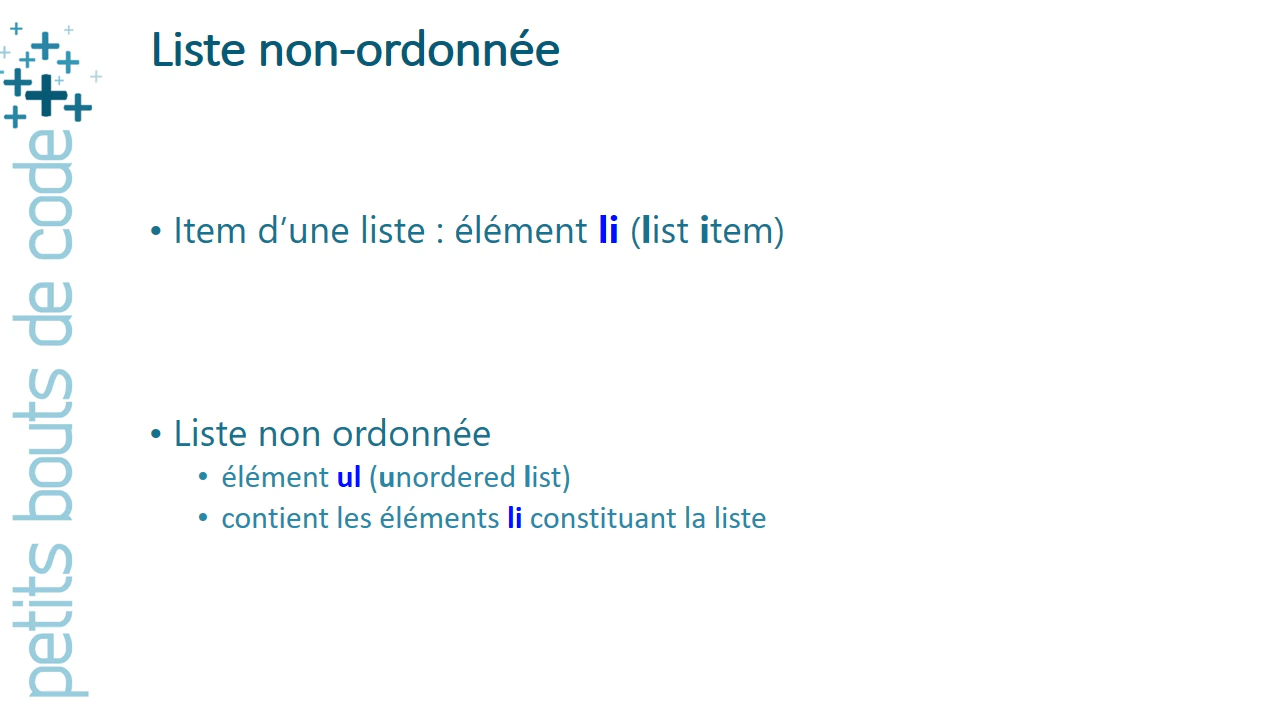 Liste non-ordonnée
• Item d’une liste : élément li (list item)
• Liste non ordonnée
• élément ul (unordered list)
• contient les éléments li constituant la liste
petits bouts de code